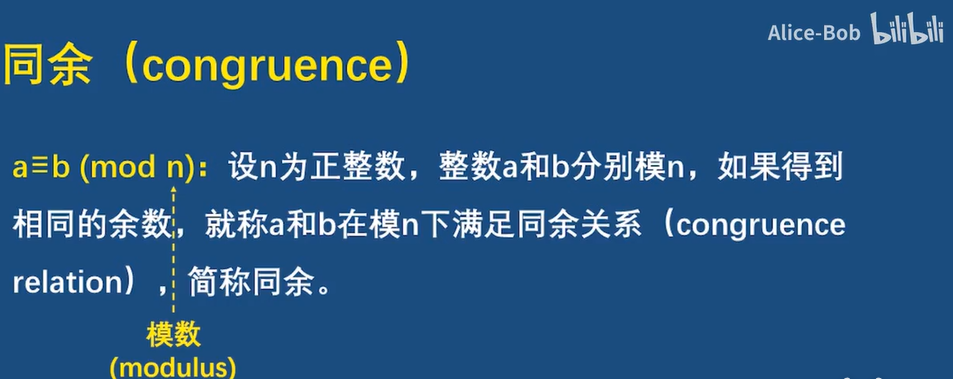 Alice-Bob bilibili
同余（congruence）
a≡b (mod n)：设n为正整数，整数a和b分别模n，如果得到
相同的余数，就称a和b在模n下满足同余关系（congruence
relation），简称同余。
模数
(modulus)